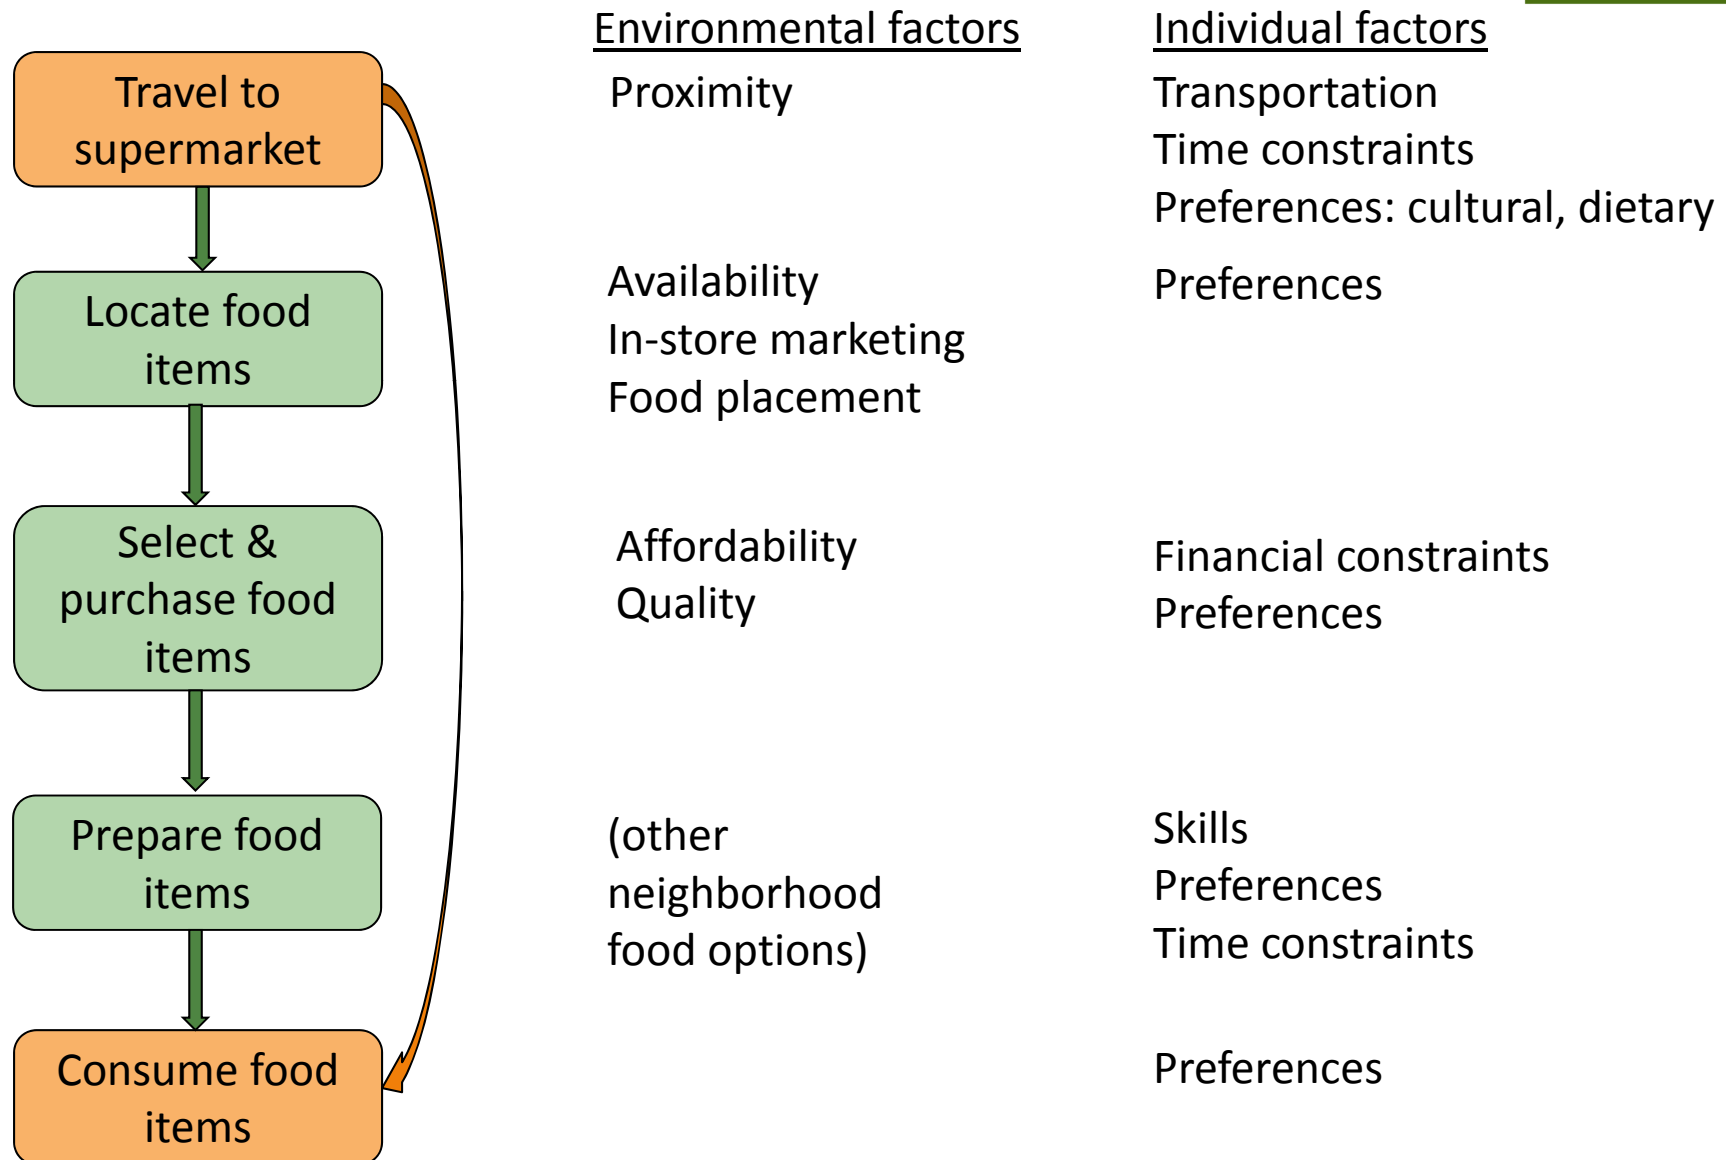 Environmental factors
Individual factors
Travel to
supermarket
Proximity
Transportation
Time constraints
Preferences: cultural, dietary
Locate food
items
Availability
In-store marketing
Food placement
Preferences
Select &
purchase food
items
Affordability
Quality
Financial constraints
Preferences
Prepare food
items
(other
neighborhood
food options)
Skills
Preferences
Time constraints
Consume food
items
Preferences